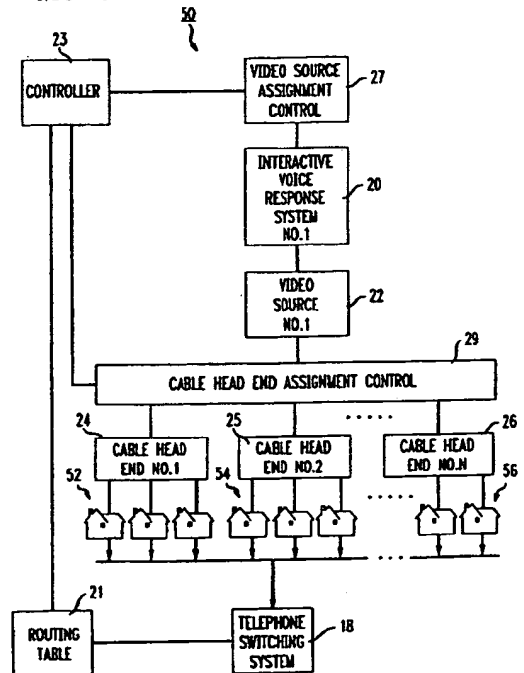 50
23
CONTROLLER
VIDEO SOURCE
ASSIGNMENT
CONTROL
27
INTERACTIVE
VOICE
RESPONSE
SYSTEM
NO.1
20
VIDEO
SOURCE
NO.1
22
29
CABLE HEAD END ASSIGNMENT CONTROL
24
CABLE HEAD
END NO.1
25
CABLE HEAD
END NO.2
26
CABLE HEAD
END NO.N
52
54
56
21
ROUTING
TABLE
TELEPHONE
SWITCHING
SYSTEM
18